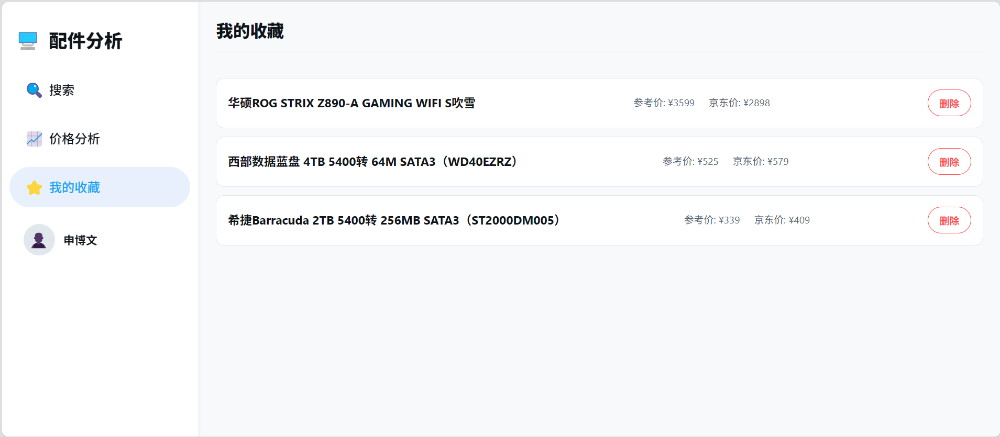 配件分析
搜索
价格分析
我的收藏
申博文
我的收藏
华硕ROG STRIX Z890-A GAMING WIFI S吹雪 参考价: ¥3599 京东价: ¥2898 删除
西部数据蓝盘 4TB 5400转 64M SATA3（WD40EZRZ） 参考价: ¥525 京东价: ¥579 删除
希捷Barracuda 2TB 5400转 256MB SATA3（ST2000DM005） 参考价: ¥339 京东价: ¥409 删除